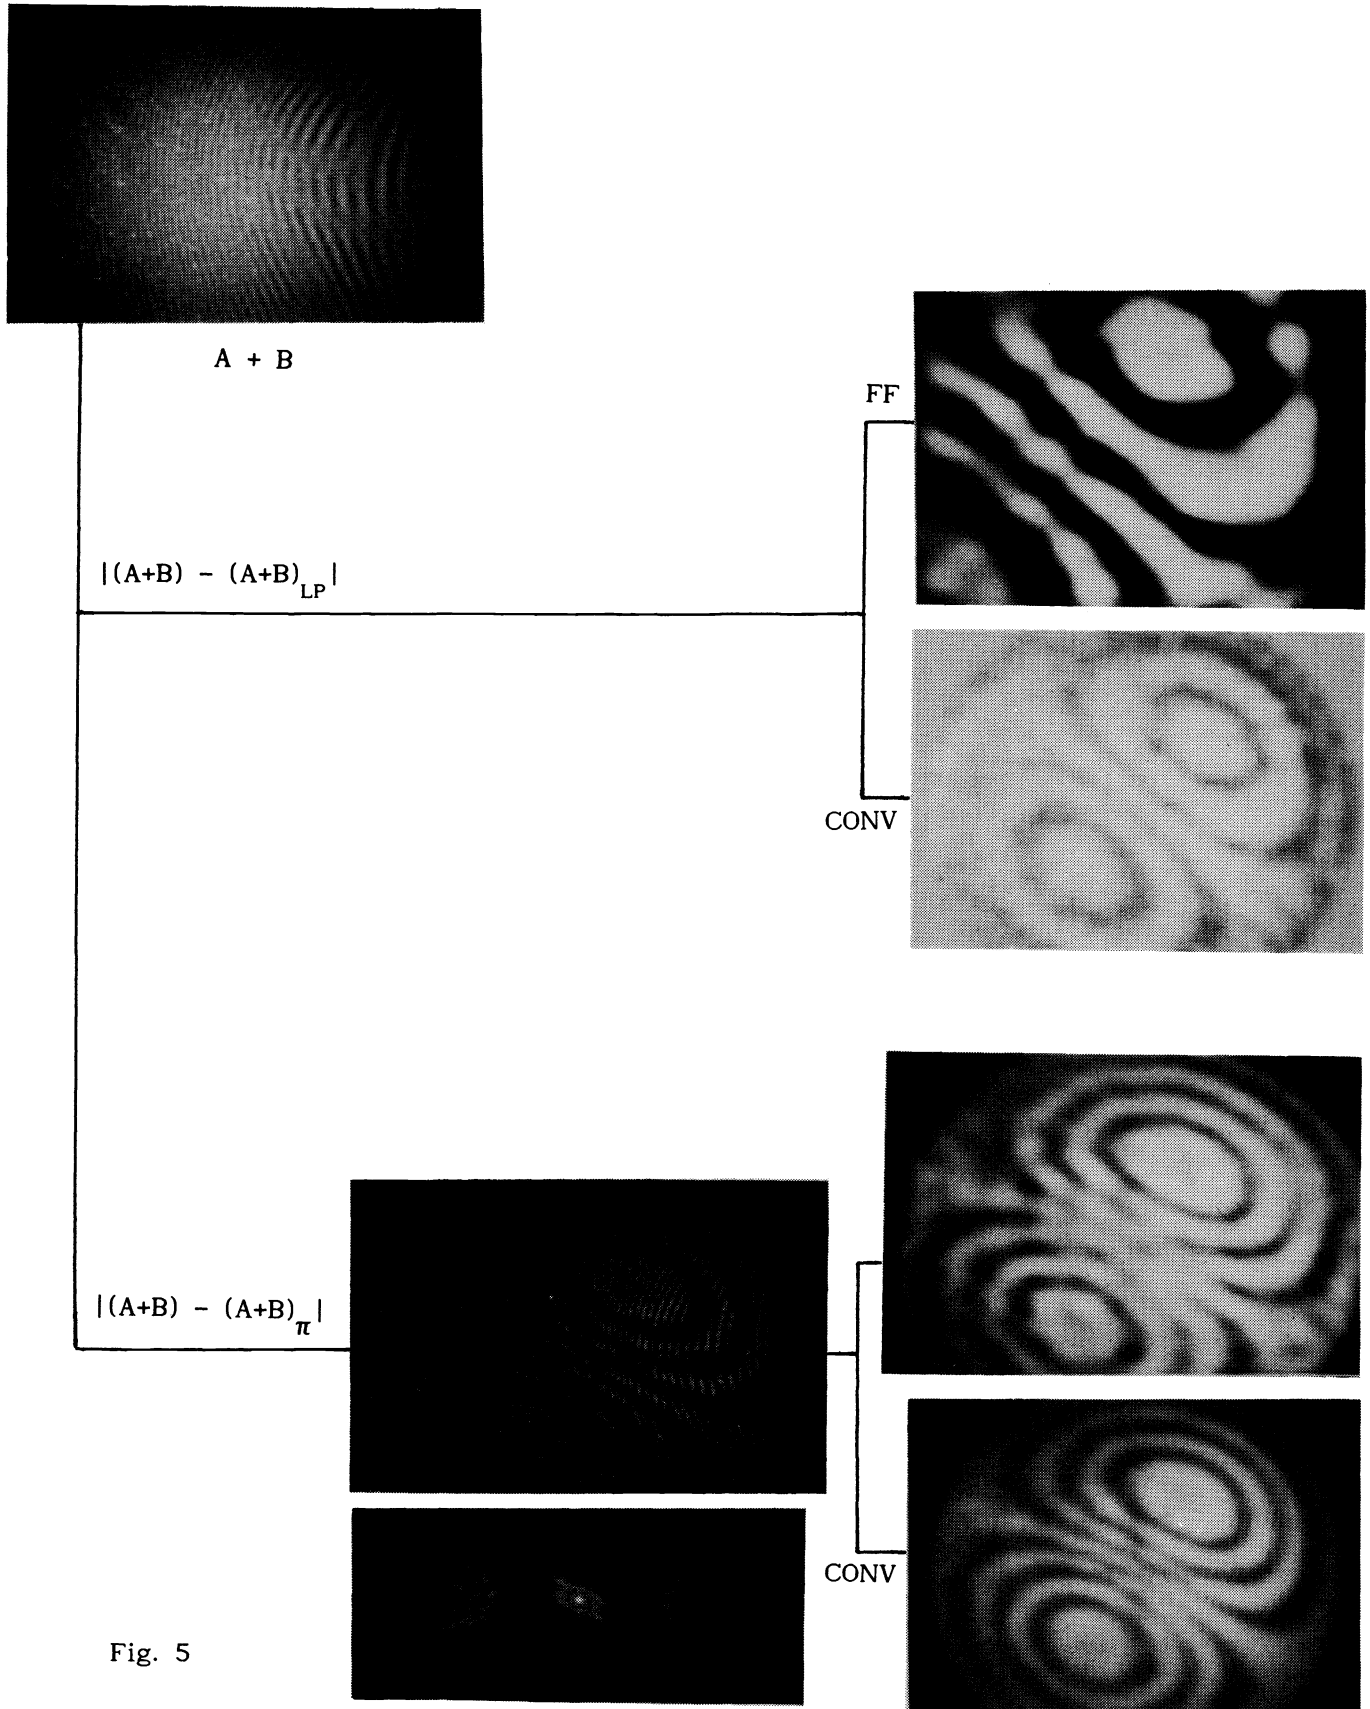 A + B
FF
|(A+B) - (A+B)LP|
CONV
|(A+B) - (A+B)π|
CONV
Fig. 5